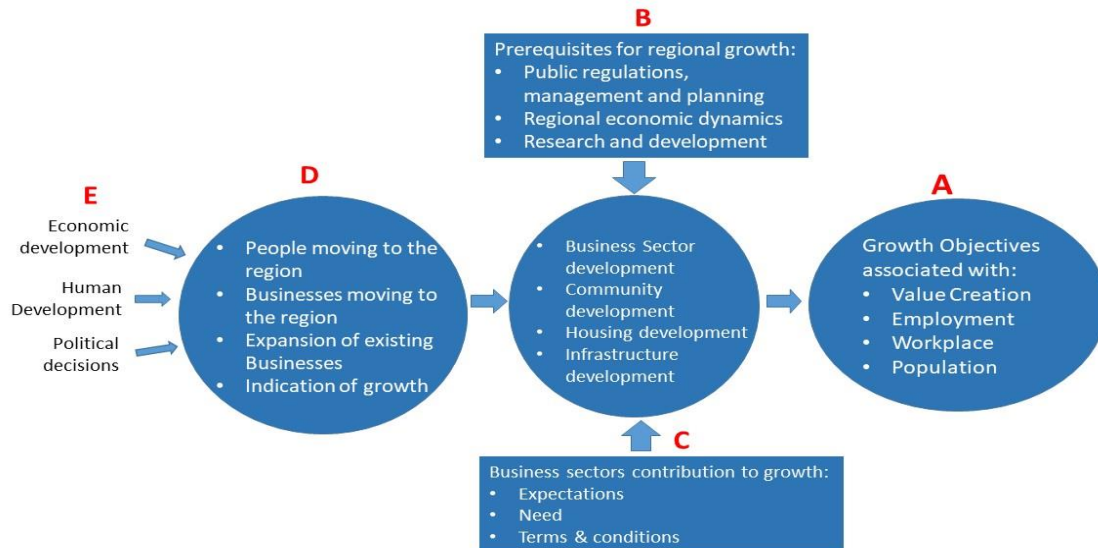 E
Economic
development
Human
Development
Political
decisions
D
• People moving to the
region
• Businesses moving to
the region
• Expansion of existing
Businesses
• Indication of growth
B
Prerequisites for regional growth:
• Public regulations,
management and planning
• Regional economic dynamics
• Research and development
• Business Sector
development
• Community
development
• Housing development
• Infrastructure
development
C
Business sectors contribution to growth:
• Expectations
• Need
• Terms & conditions
A
Growth Objectives
associated with:
• Value Creation
• Employment
• Workplace
• Population